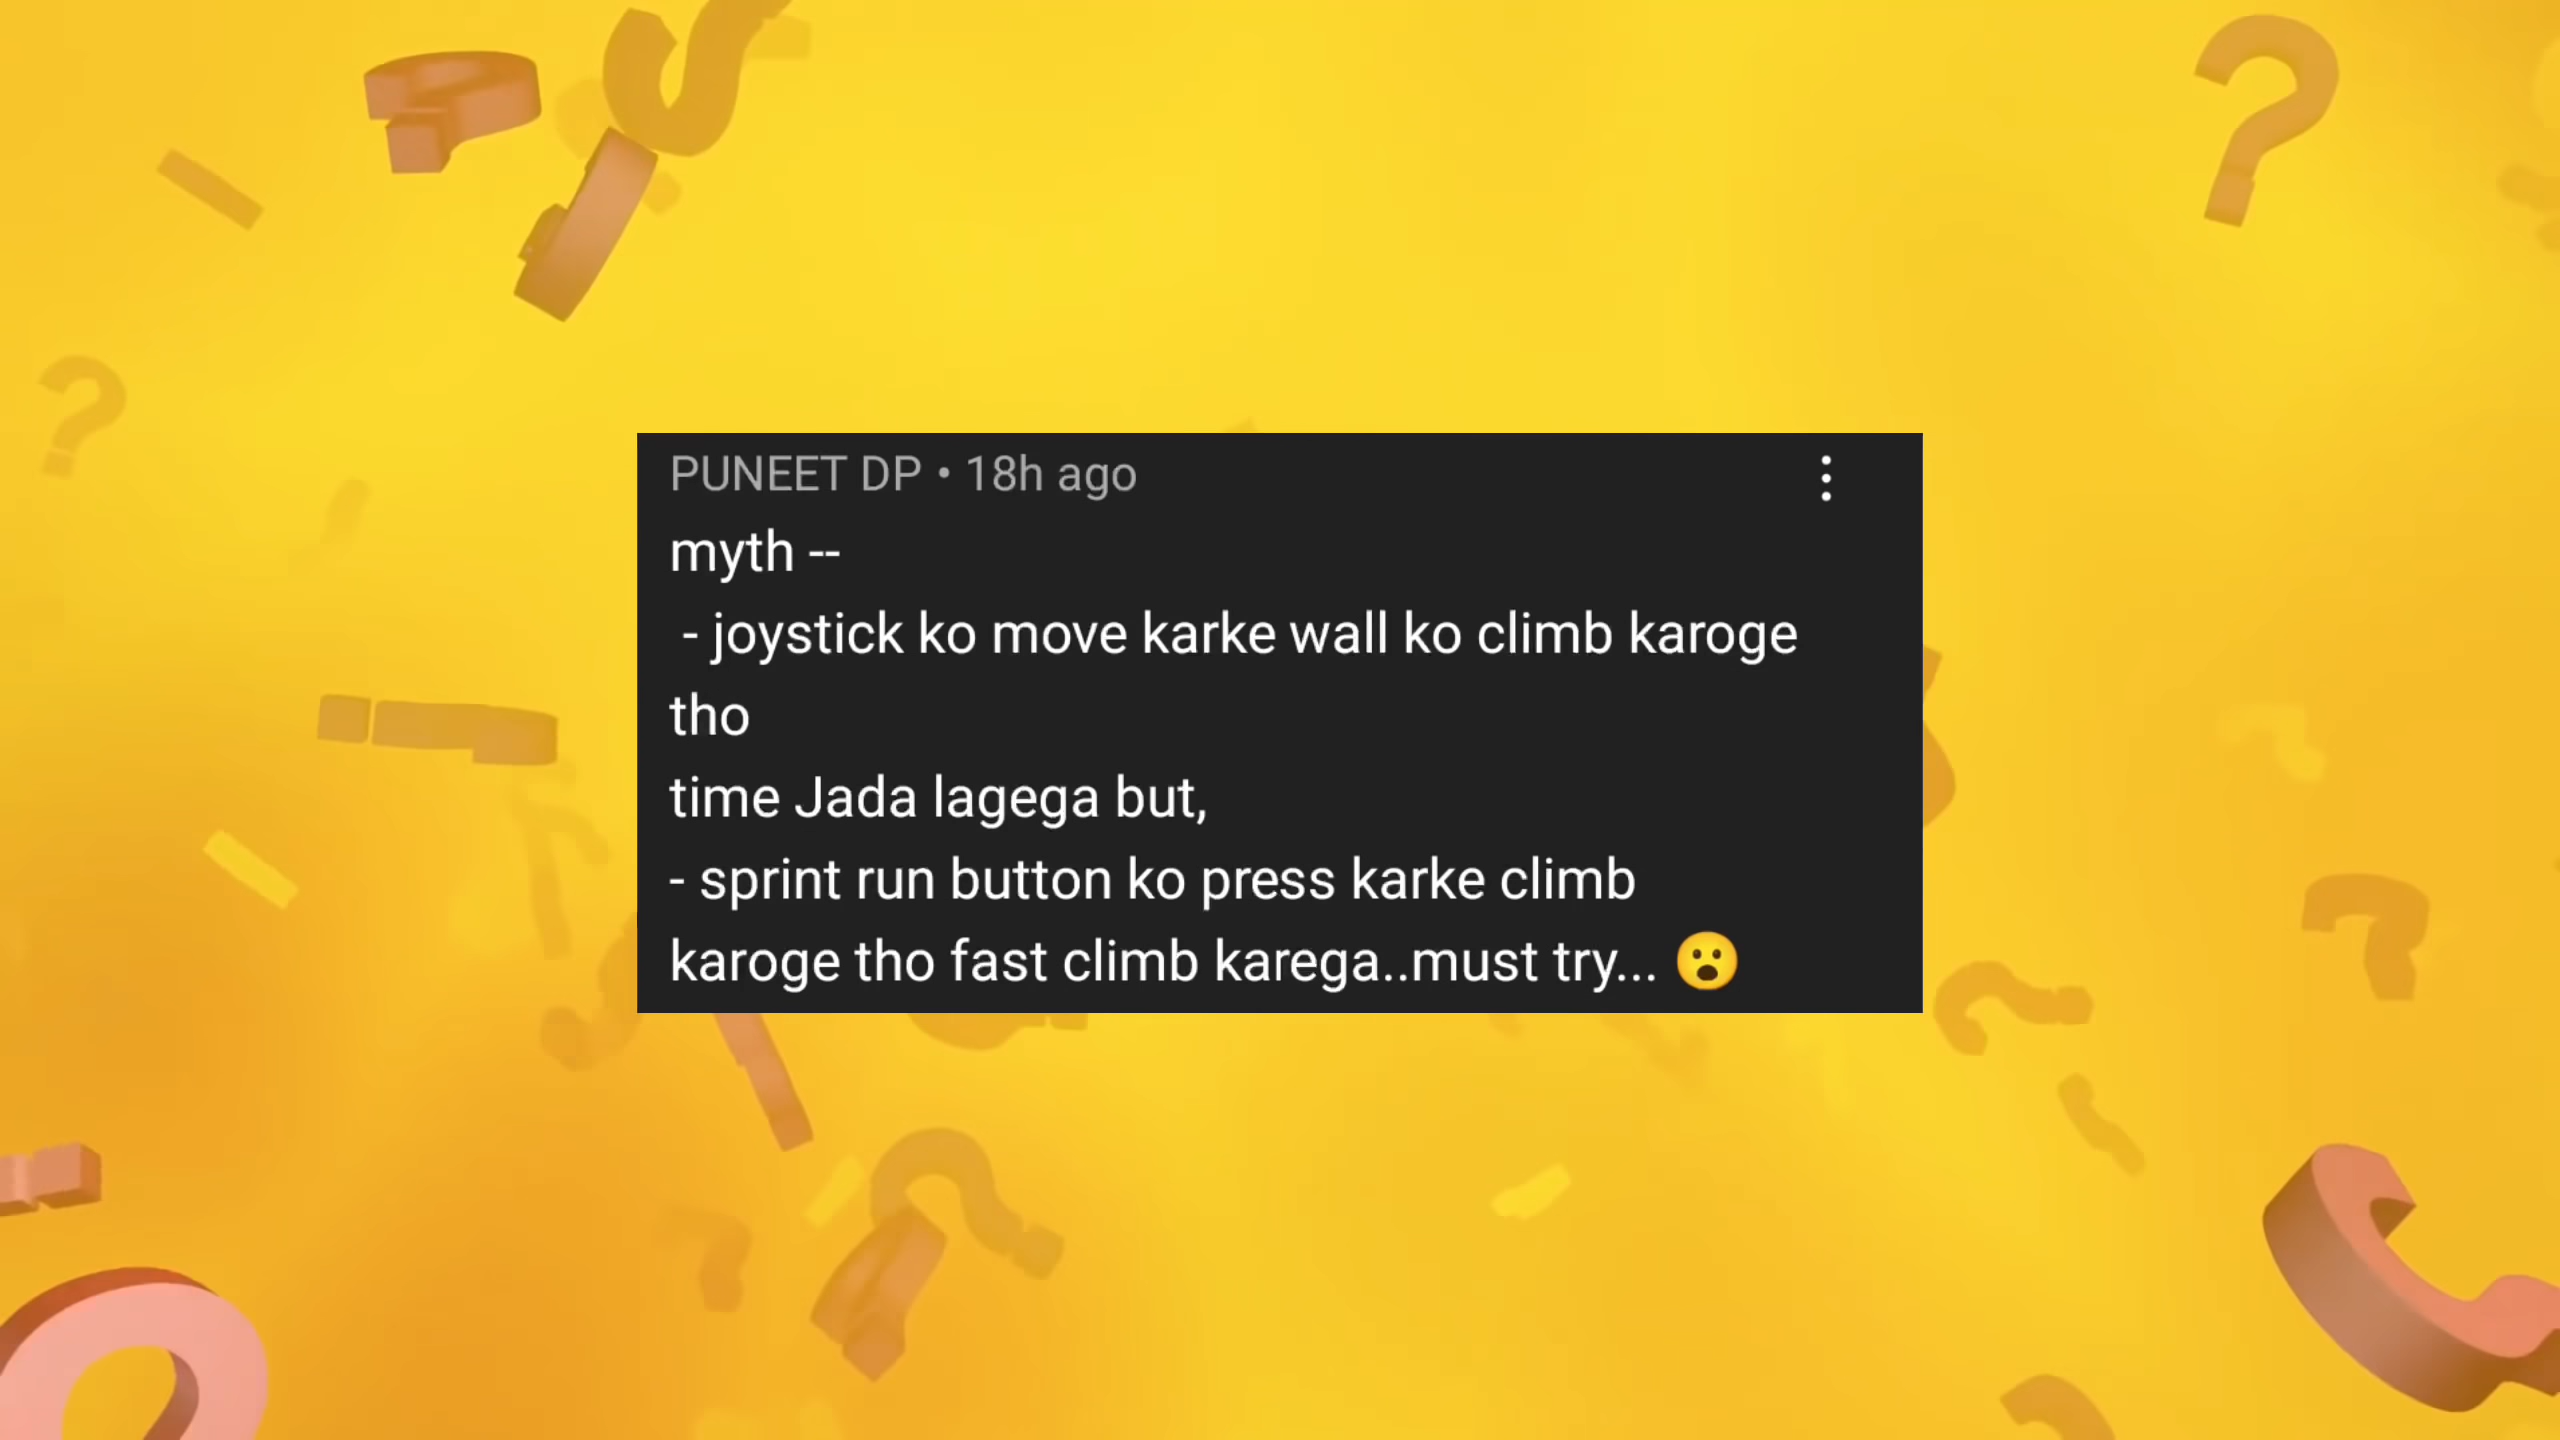 PUNEET DP • 18h ago
myth --
- joystick ko move karke wall ko climb karoge
tho
time Jada lagega but,
- sprint run button ko press karke climb
karoge tho fast climb karega..must try... 😮